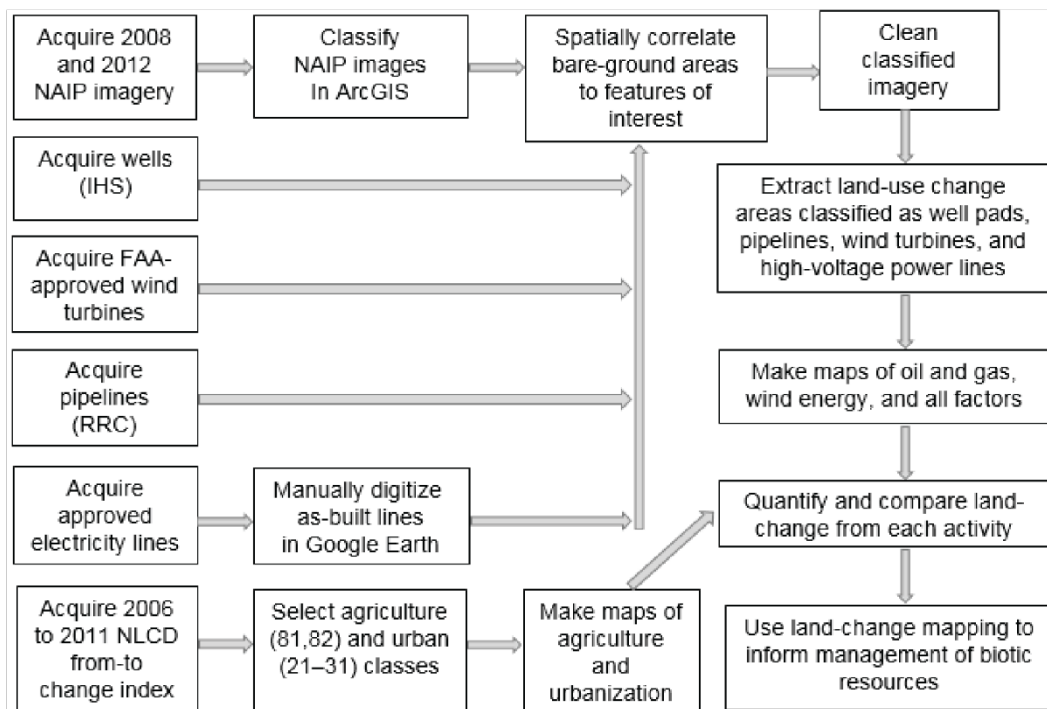 Acquire 2008
and 2012
NAIP imagery
Classify
NAIP images
In ArcGIS
Spatially correlate
bare-ground areas
to features of
interest
Clean
classified
imagery
Acquire wells
(IHS)
Extract land-use change
areas classified as well pads,
pipelines, wind turbines, and
high-voltage power lines
Acquire FAA-
approved wind
turbines
Acquire
pipelines
(RRC)
Make maps of oil and gas,
wind energy, and all factors
Acquire
approved
electricity lines
Manually digitize
as-built lines
in Google Earth
Quantify and compare land-
change from each activity
Acquire 2006
to 2011 NLCD
from-to
change index
Select agriculture
(81,82) and urban
(21–31) classes
Make maps of
agriculture
and
urbanization
Use land-change mapping to
inform management of biotic
resources